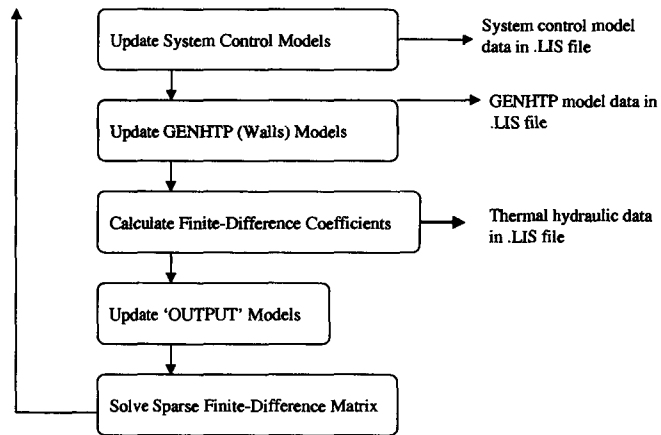 Update System Control Models
System control model
data in .LIS file
Update GENHTP (Walls) Models
GENHTP model data in
.LIS file
Calculate Finite-Difference Coefficients
Thermal hydraulic data
in .LIS file
Update ‘OUTPUT’ Models
Solve Sparse Finite-Difference Matrix